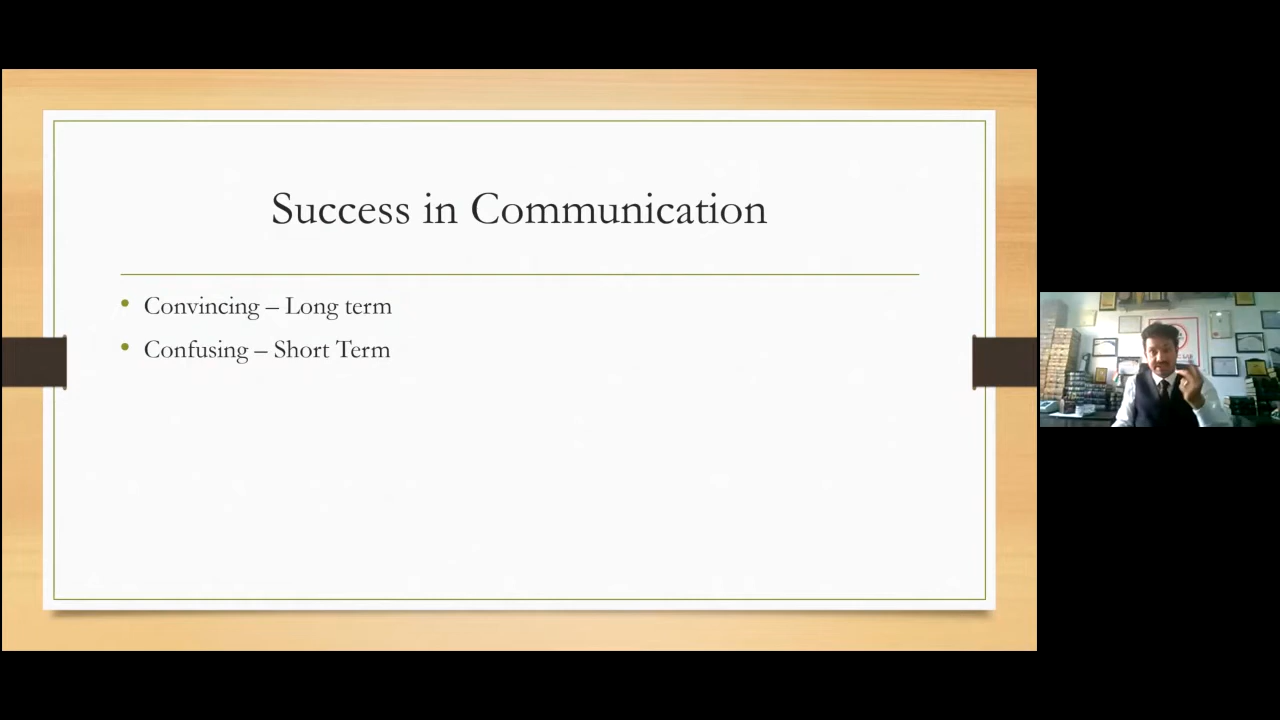 Success in Communication
• Convincing – Long term
• Confusing – Short Term